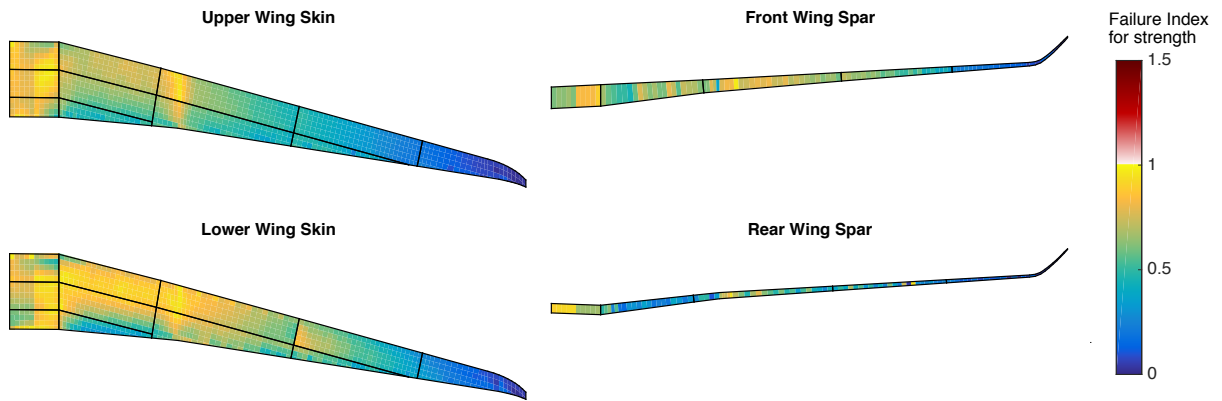 Upper Wing Skin
Front Wing Spar
Failure Index
for strength
1.5
1
0.5
0
Lower Wing Skin
Rear Wing Spar